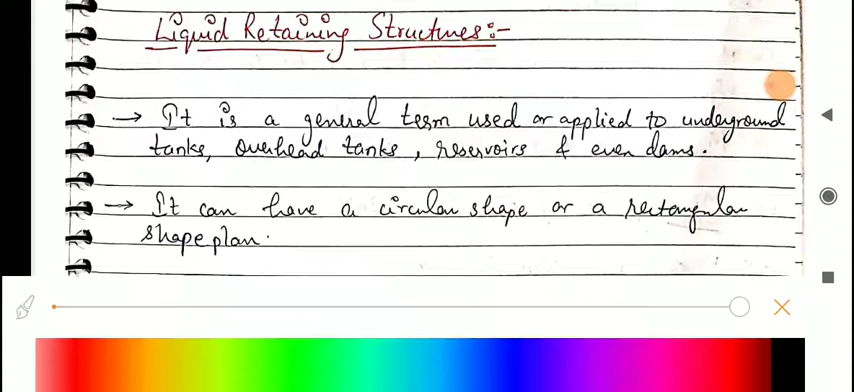 Liquid Retaining Structures:-
→ It is a general term used or applied to underground
tanks, overhead tanks, reservoirs & even dams.
→ It can have a circular shape or a rectangular
shape plan.